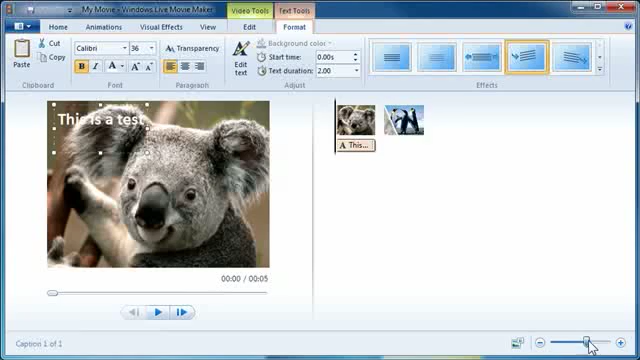 My Movie - Windows Live Movie Maker
Video Tools
Text Tools
Home
Animations
Visual Effects
View
Edit
Format
Paste
Cut
Copy
Clipboard
Calibri
36
B
I
A
A
A
Font
Transparency
Paragraph
Edit text
Background color
Start time: 0.00s
Text duration: 2.00
Adjust
Effects
This is a test
A This...
00:00 / 00:05
Caption 1 of 1